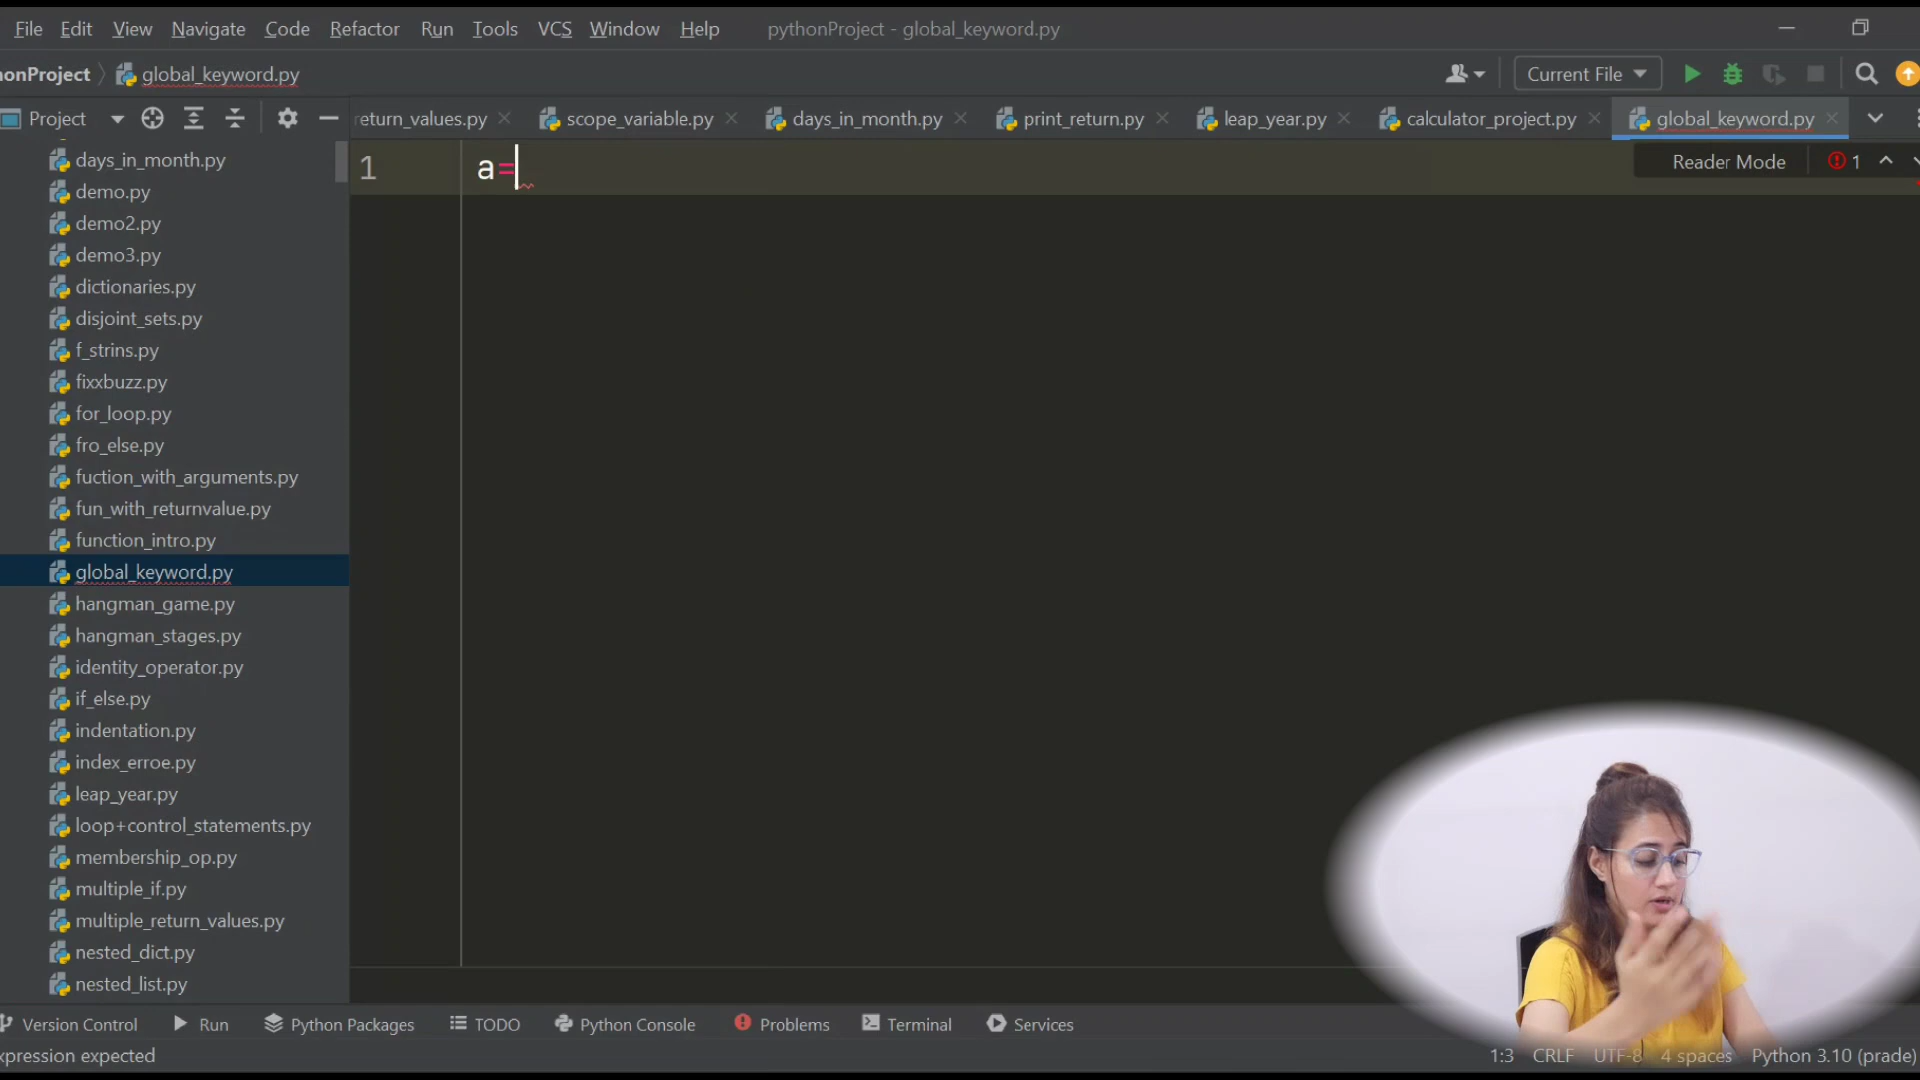 File Edit View Navigate Code Refactor Run Tools VCS Window Help pythonProject - global_keyword.py
honProject global_keyword.py Current File
Project return_values.py scope_variable.py days_in_month.py print_return.py leap_year.py calculator_project.py global_keyword.py
1 a= Reader Mode 1
days_in_month.py
demo.py
demo2.py
demo3.py
dictionaries.py
disjoint_sets.py
f_strins.py
fixxbuzz.py
for_loop.py
fro_else.py
fuction_with_arguments.py
fun_with_returnvalue.py
function_intro.py
global_keyword.py
hangman_game.py
hangman_stages.py
identity_operator.py
if_else.py
indentation.py
index_erroe.py
leap_year.py
loop+control_statements.py
membership_op.py
multiple_if.py
multiple_return_values.py
nested_dict.py
nested_list.py
Version Control Run Python Packages TODO Python Console Problems Terminal Services
xpression expected 1:3 CRLF UTF-8 4 spaces Python 3.10 (prade)